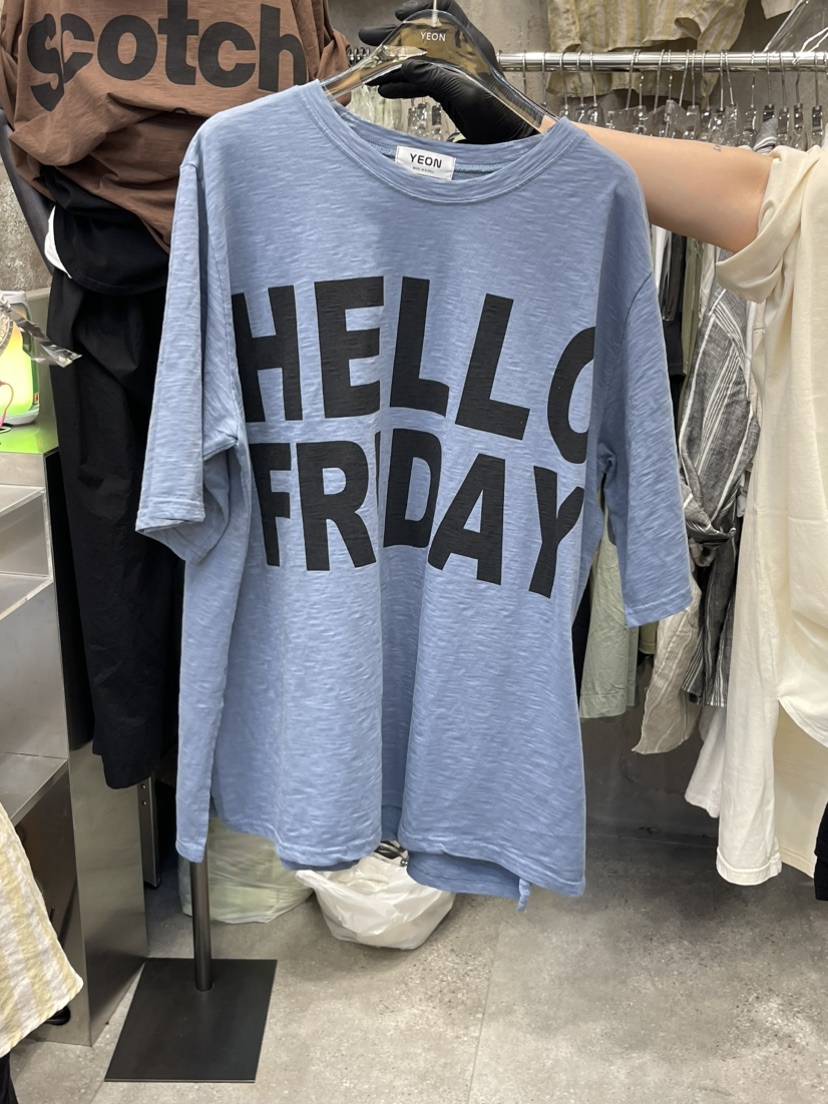 scotch
YEON
YEON
HELLO
FRIDAY